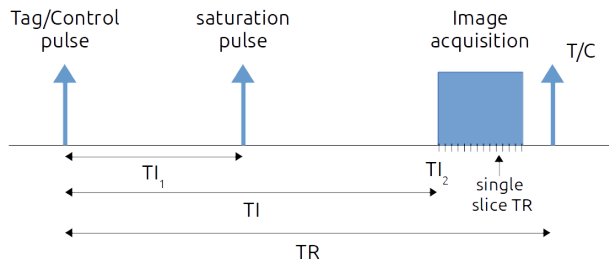 Tag/Control
pulse
saturation
pulse
Image
acquisition
T/C
TI₁
TI₂
single
slice TR
TI
TR